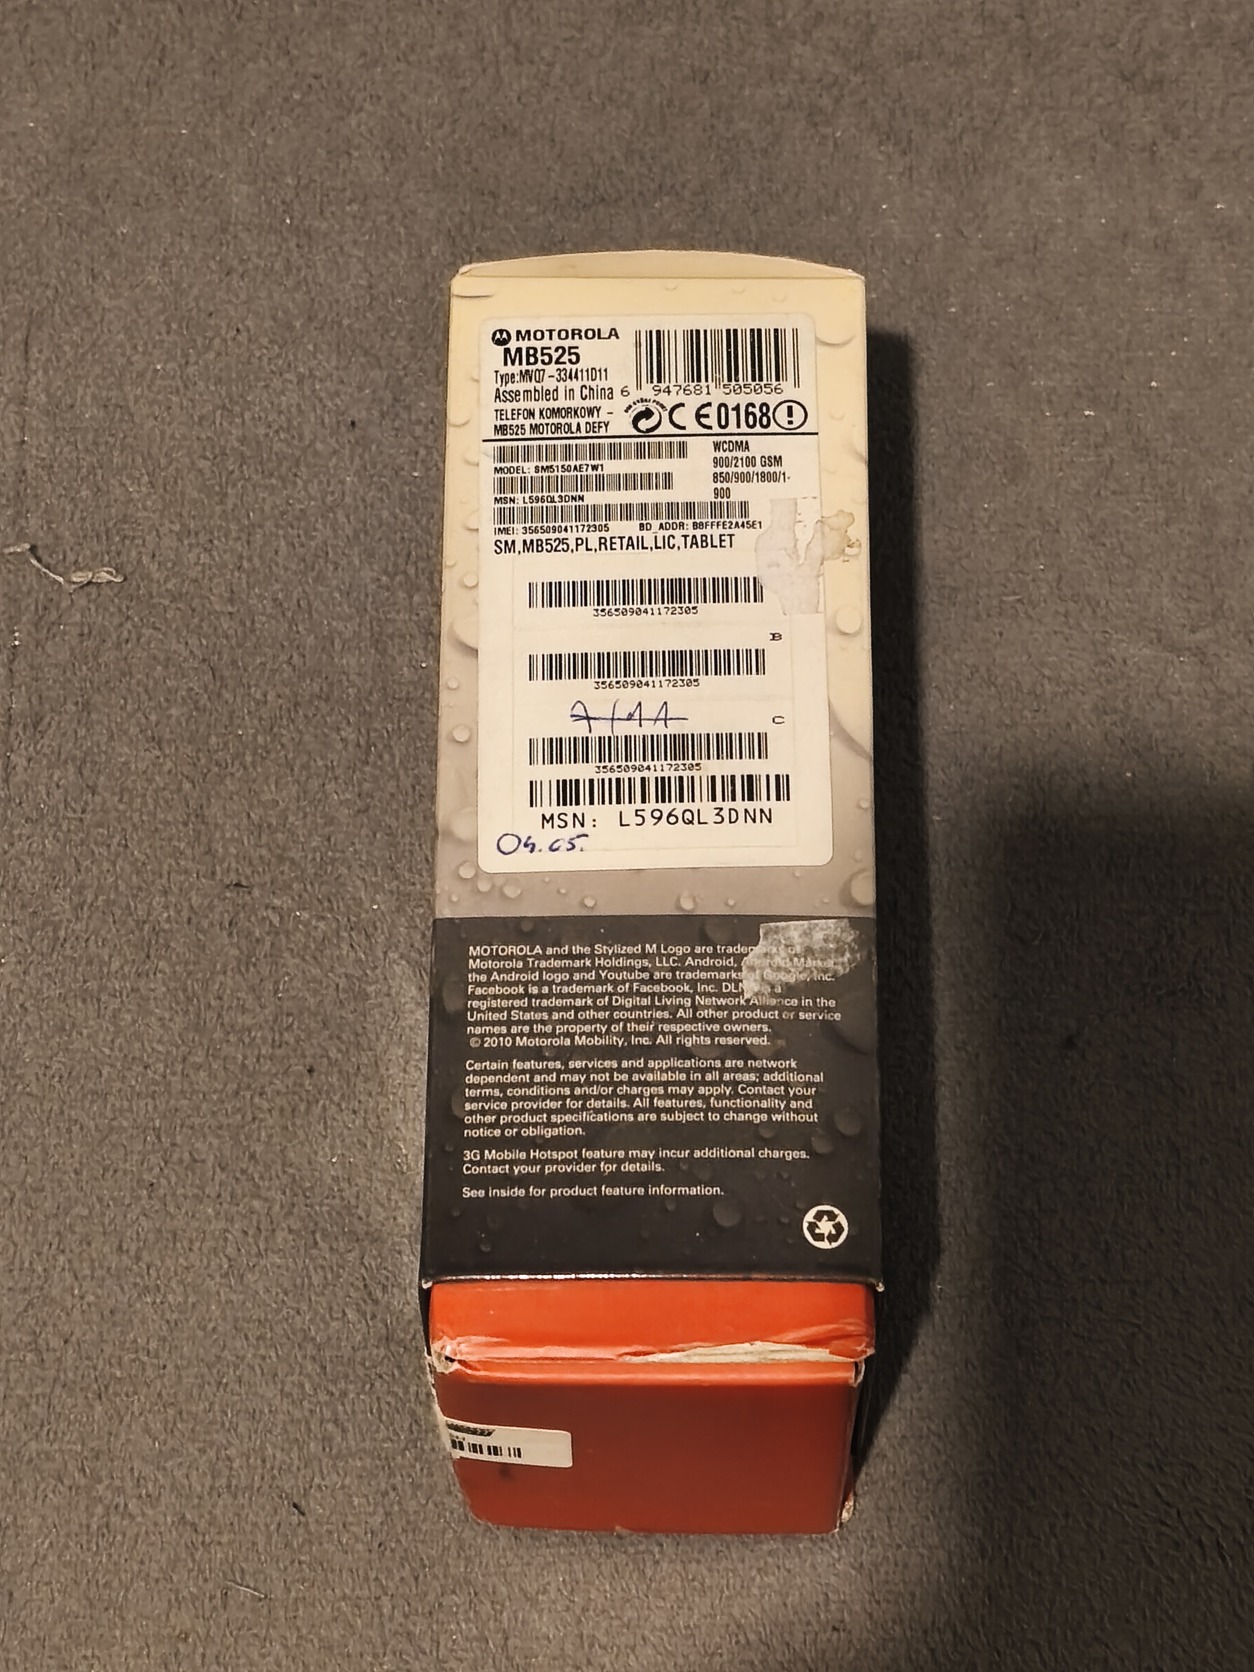 MOTOROLA
MB525
Type:MVQ7-334411D11
Assembled in China
6 947681 505056
TELEFON KOMORKOWY -
MB525 MOTOROLA DEFY
CE0168
WCDMA
900/2100 GSM
850/900/1800/1-
900
MODEL: SM5150AE7W1
MSN: L596QL3DNN
IMEI: 356509041172305 BD_ADDR: B8FFFE2A45E1
SM,MB525,PL,RETAIL,LIC,TABLET
356509041172305
B
356509041172305
C
356509041172305
MSN: L596QL3DNN
04.05.
MOTOROLA and the Stylized M Logo are trademarks of
Motorola Trademark Holdings, LLC. Android, Android Market,
the Android logo and Youtube are trademarks of Google, Inc.
Facebook is a trademark of Facebook, Inc. DLNA is a
registered trademark of Digital Living Network Alliance in the
United States and other countries. All other product or service
names are the property of their respective owners.
© 2010 Motorola Mobility, Inc. All rights reserved.
Certain features, services and applications are network
dependent and may not be available in all areas; additional
terms, conditions and/or charges may apply. Contact your
service provider for details. All features, functionality and
other product specifications are subject to change without
notice or obligation.
3G Mobile Hotspot feature may incur additional charges.
Contact your provider for details.
See inside for product feature information.